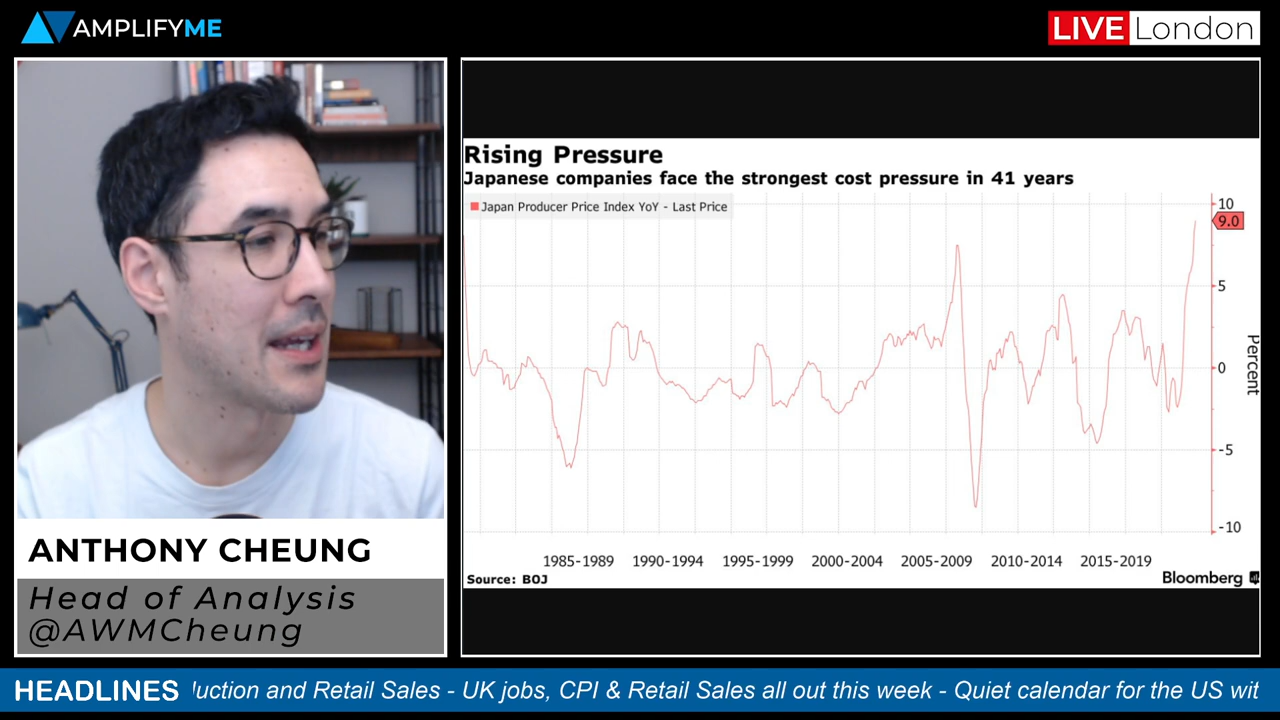 AMPLIFYME
LIVE London
Rising Pressure
Japanese companies face the strongest cost pressure in 41 years
Japan Producer Price Index YoY - Last Price
10
9.0
5
0
-5
-10
Percent
1985-1989 1990-1994 1995-1999 2000-2004 2005-2009 2010-2014 2015-2019
Source: BOJ
Bloomberg
ANTHONY CHEUNG
Head of Analysis
@AWMCheung
HEADLINES uction and Retail Sales - UK jobs, CPI & Retail Sales all out this week - Quiet calendar for the US wit